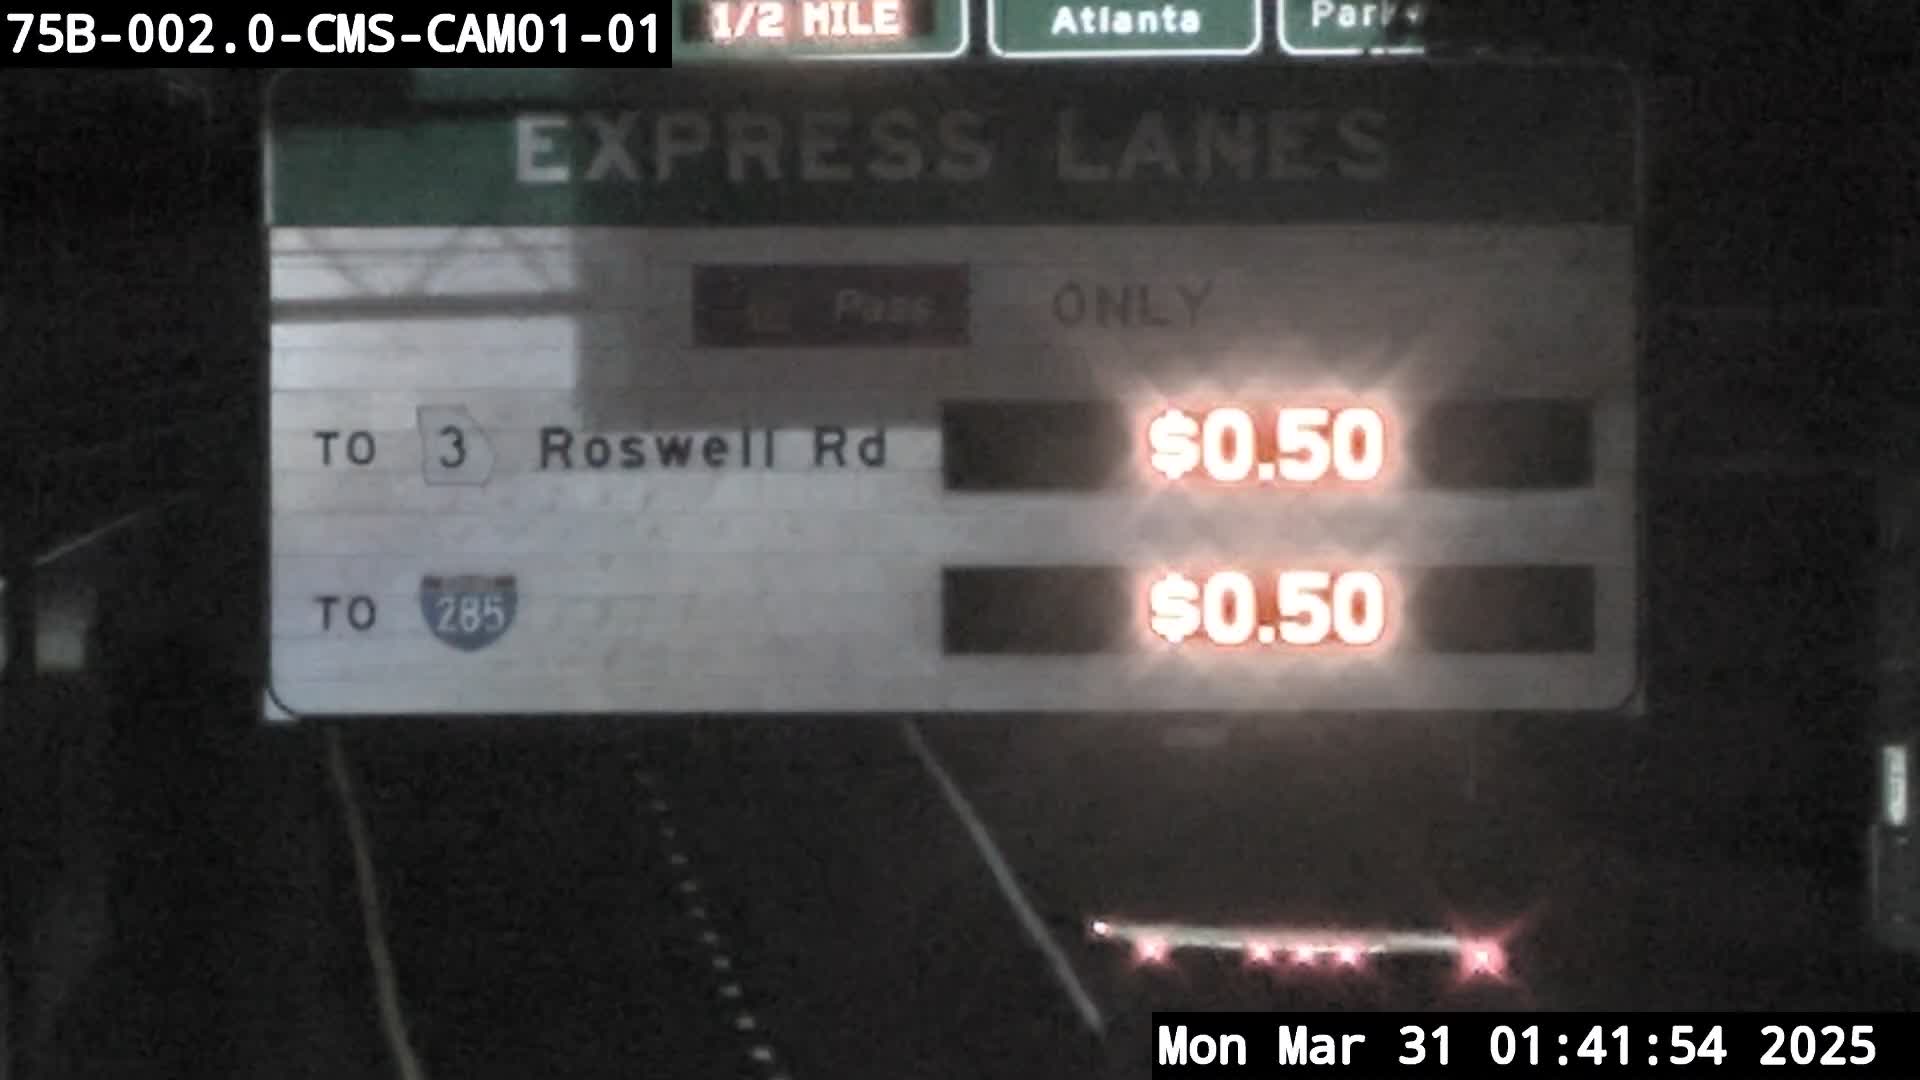 75B-002.0-CMS-CAM01-01
1/2 MILE
Atlanta
EXPRESS LANES
Pass ONLY
TO 3 Roswell Rd $0.50
TO 285 $0.50
Mon Mar 31 01:41:54 2025